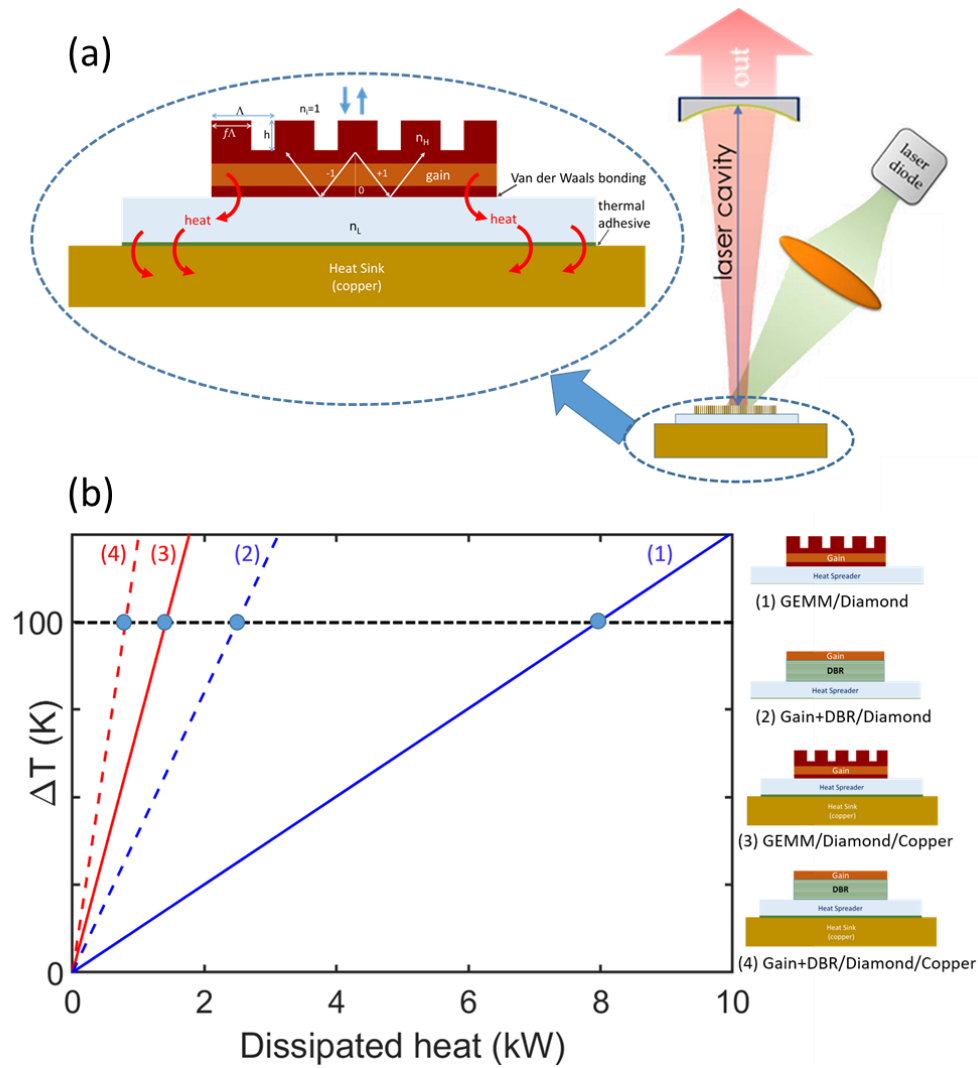 (a)
out
laser cavity
laser
diode
Λ
fΛ
h
nᵢ=1
n_H
-1
+1
0
gain
Van der Waals bonding
heat
heat
thermal
adhesive
n_L
Heat Sink
(copper)
(b)
(4)
(3)
(2)
(1)
100
0
ΔT (K)
0
2
4
6
8
10
Dissipated heat (kW)
Gain
Heat Spreader
(1) GEMM/Diamond
Gain
DBR
Heat Spreader
(2) Gain+DBR/Diamond
Gain
Heat Spreader
Heat Sink
(copper)
(3) GEMM/Diamond/Copper
Gain
DBR
Heat Spreader
Heat Sink
(copper)
(4) Gain+DBR/Diamond/Copper